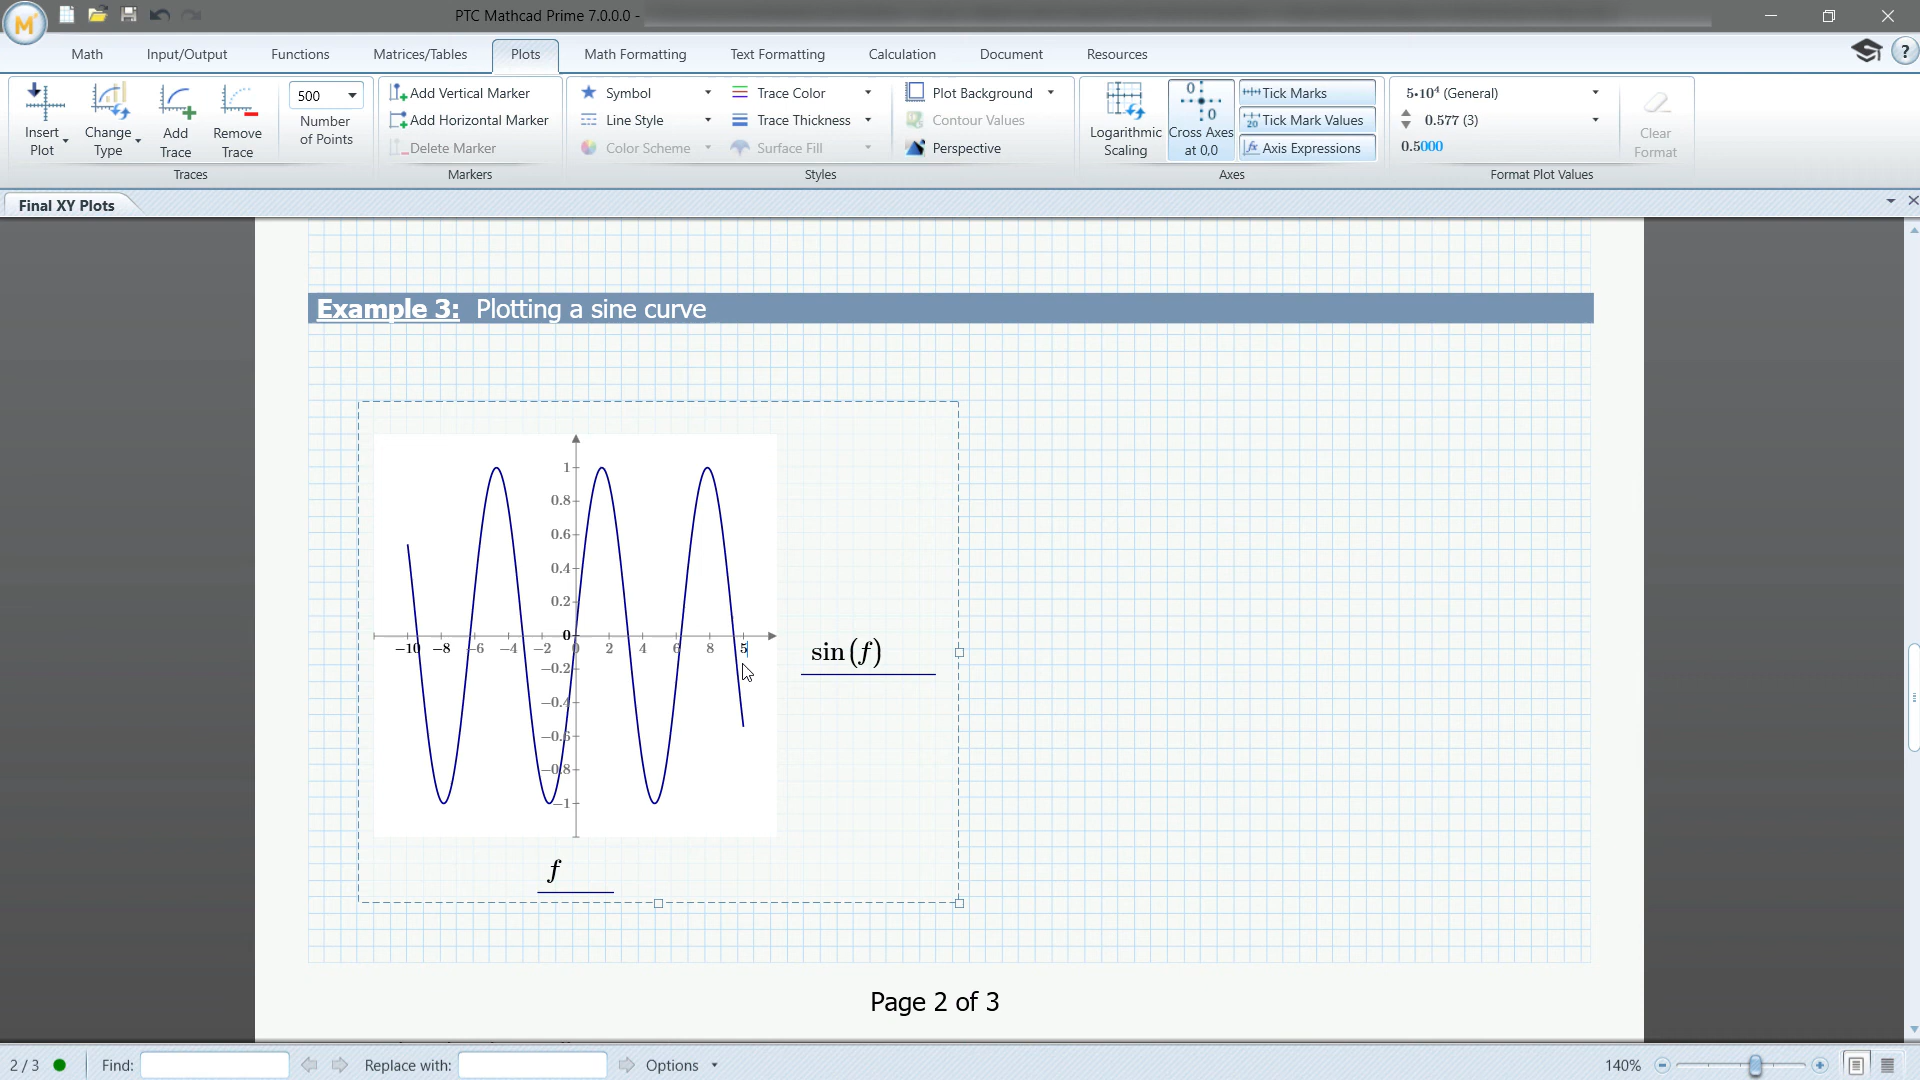 PTC Mathcad Prime 7.0.0.0 -
Math Input/Output Functions Matrices/Tables Plots Math Formatting Text Formatting Calculation Document Resources
Insert Plot
Change Type
Add Trace
Remove Trace
500
Number of Points
Traces
Add Vertical Marker
Add Horizontal Marker
Delete Marker
Markers
Symbol
Line Style
Color Scheme
Trace Color
Trace Thickness
Surface Fill
Plot Background
Contour Values
Perspective
Styles
Logarithmic Scaling
Cross Axes at 0,0
Tick Marks
Tick Mark Values
Axis Expressions
Axes
5•10⁴ (General)
0.577 (3)
0.5000
Format Plot Values
Clear Format
Final XY Plots
Example 3: Plotting a sine curve
1
0.8
0.6
0.4
0.2
0
−10 −8 −6 −4 −2 0 2 4 6 8 5
−0.2
−0.4
−0.6
−0.8
−1
sin(f)
f
Page 2 of 3
2 / 3 Find: Replace with: Options 140%